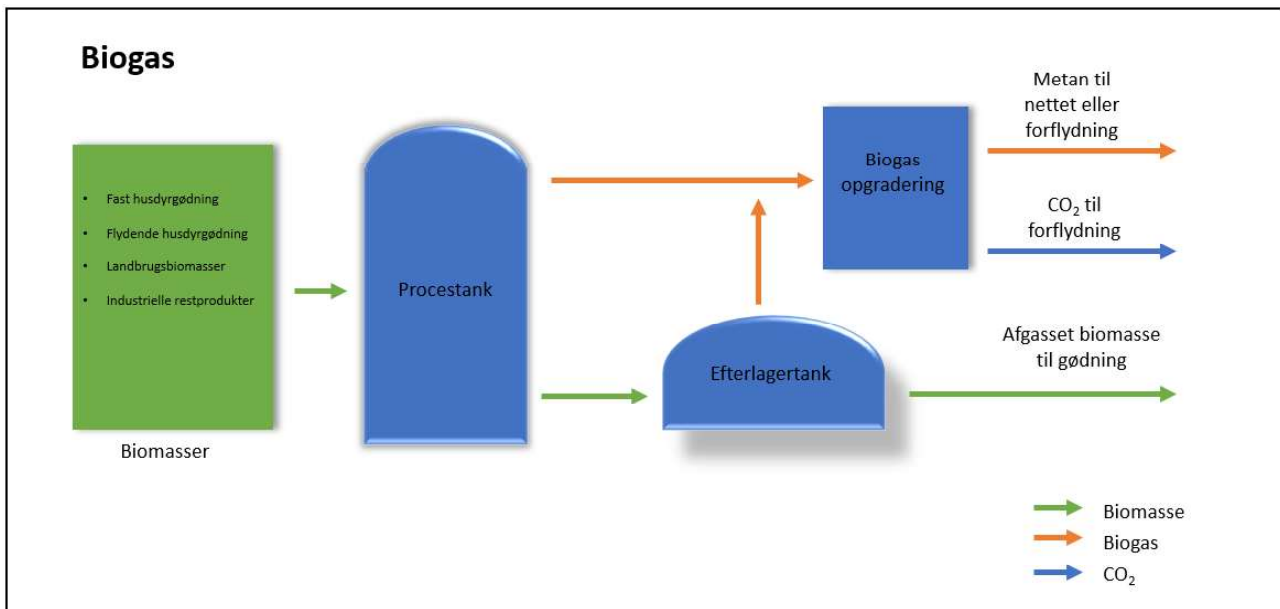 Biogas
• Fast husdyrgødning
• Flydende husdyrgødning
• Landbrugsbiomasser
• Industrielle restprodukter
Biomasser
Procestank
Efterlagertank
Biogas
opgradering
Metan til
nettet eller
forflydning
CO₂ til
forflydning
Afgasset biomasse
til gødning
Biomasse
Biogas
CO₂